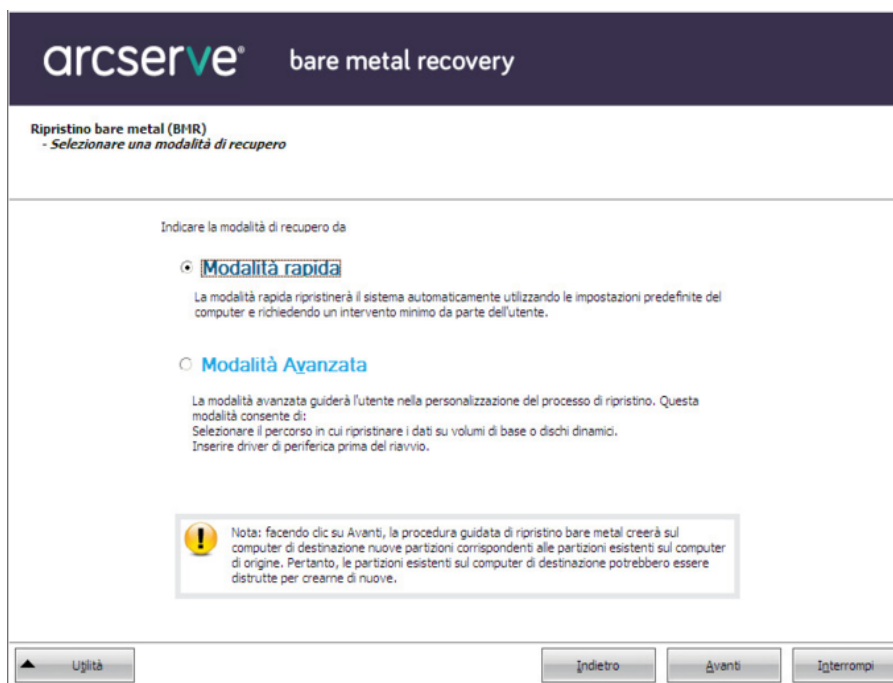 arcserve® bare metal recovery
Ripristino bare metal (BMR)
- Selezionare una modalità di recupero
Indicare la modalità di recupero da
Modalità rapida
La modalità rapida ripristinerà il sistema automaticamente utilizzando le impostazioni predefinite del
computer e richiedendo un intervento minimo da parte dell'utente.
Modalità Avanzata
La modalità avanzata guiderà l'utente nella personalizzazione del processo di ripristino. Questa
modalità consente di:
Selezionare il percorso in cui ripristinare i dati su volumi di base o dischi dinamici.
Inserire driver di periferica prima del riavvio.
Nota: facendo clic su Avanti, la procedura guidata di ripristino bare metal creerà sul
computer di destinazione nuove partizioni corrispondenti alle partizioni esistenti sul computer
di origine. Pertanto, le partizioni esistenti sul computer di destinazione potrebbero essere
distrutte per crearne di nuove.
Utilità
Indietro
Avanti
Interrompi